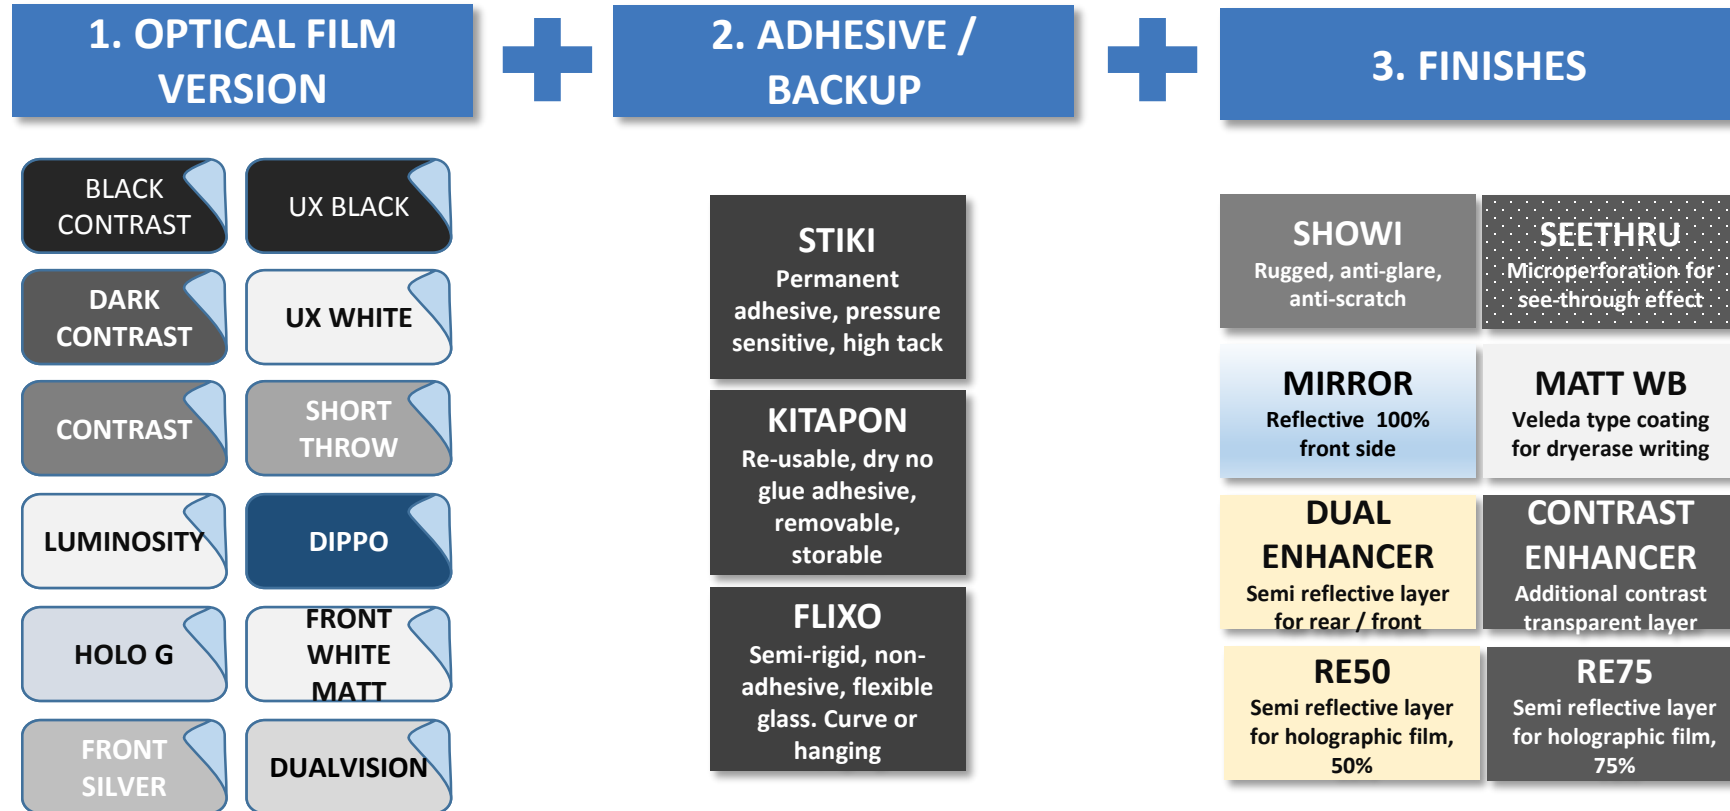 1. OPTICAL FILM
VERSION
2. ADHESIVE /
BACKUP
3. FINISHES
BLACK
CONTRAST
UX BLACK
DARK
CONTRAST
UX WHITE
CONTRAST
SHORT
THROW
LUMINOSITY
DIPPO
HOLO G
FRONT
WHITE
MATT
FRONT
SILVER
DUALVISION
STIKI
Permanent
adhesive, pressure
sensitive, high tack
KITAPON
Re-usable, dry no
glue adhesive,
removable,
storable
FLIXO
Semi-rigid, non-
adhesive, flexible
glass. Curve or
hanging
SHOWI
Rugged, anti-glare,
anti-scratch
SEETHRU
Microperforation for
see-through effect
MIRROR
Reflective 100%
front side
MATT WB
Veleda type coating
for dryerase writing
DUAL
ENHANCER
Semi reflective layer
for rear / front
CONTRAST
ENHANCER
Additional contrast
transparent layer
RE50
Semi reflective layer
for holographic film,
50%
RE75
Semi reflective layer
for holographic film,
75%